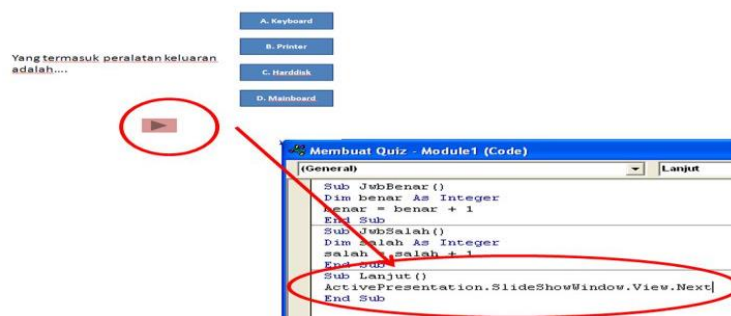 A. Keyboard
B. Printer
Yang termasuk peralatan keluaran
adalah....
C. Harddisk
D. Mainboard
Membuat Quiz - Module1 (Code)
(General)
Lanjut
Sub JwbBenar()
Dim benar As Integer
benar = benar + 1
End Sub
Sub JwbSalah()
Dim salah As Integer
salah = salah + 1
End Sub
Sub Lanjut()
ActivePresentation.SlideShowWindow.View.Next
End Sub